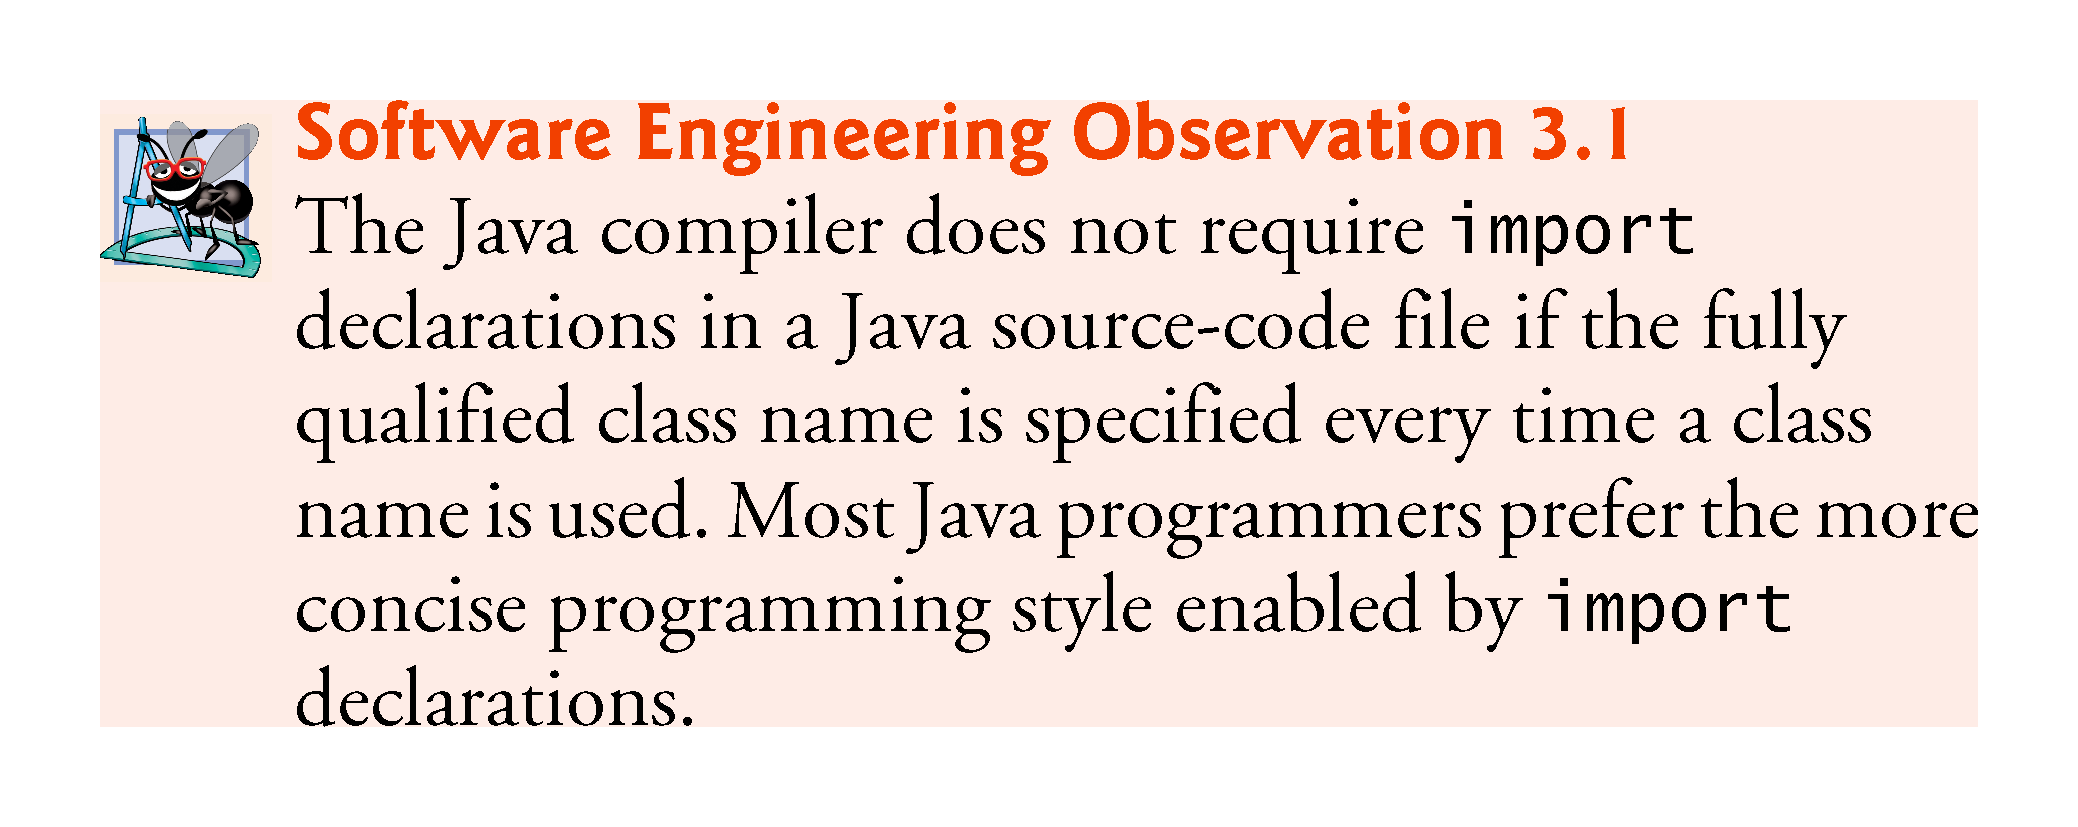 Software Engineering Observation 3.1
The Java compiler does not require import
declarations in a Java source-code file if the fully
qualified class name is specified every time a class
name is used. Most Java programmers prefer the more
concise programming style enabled by import
declarations.